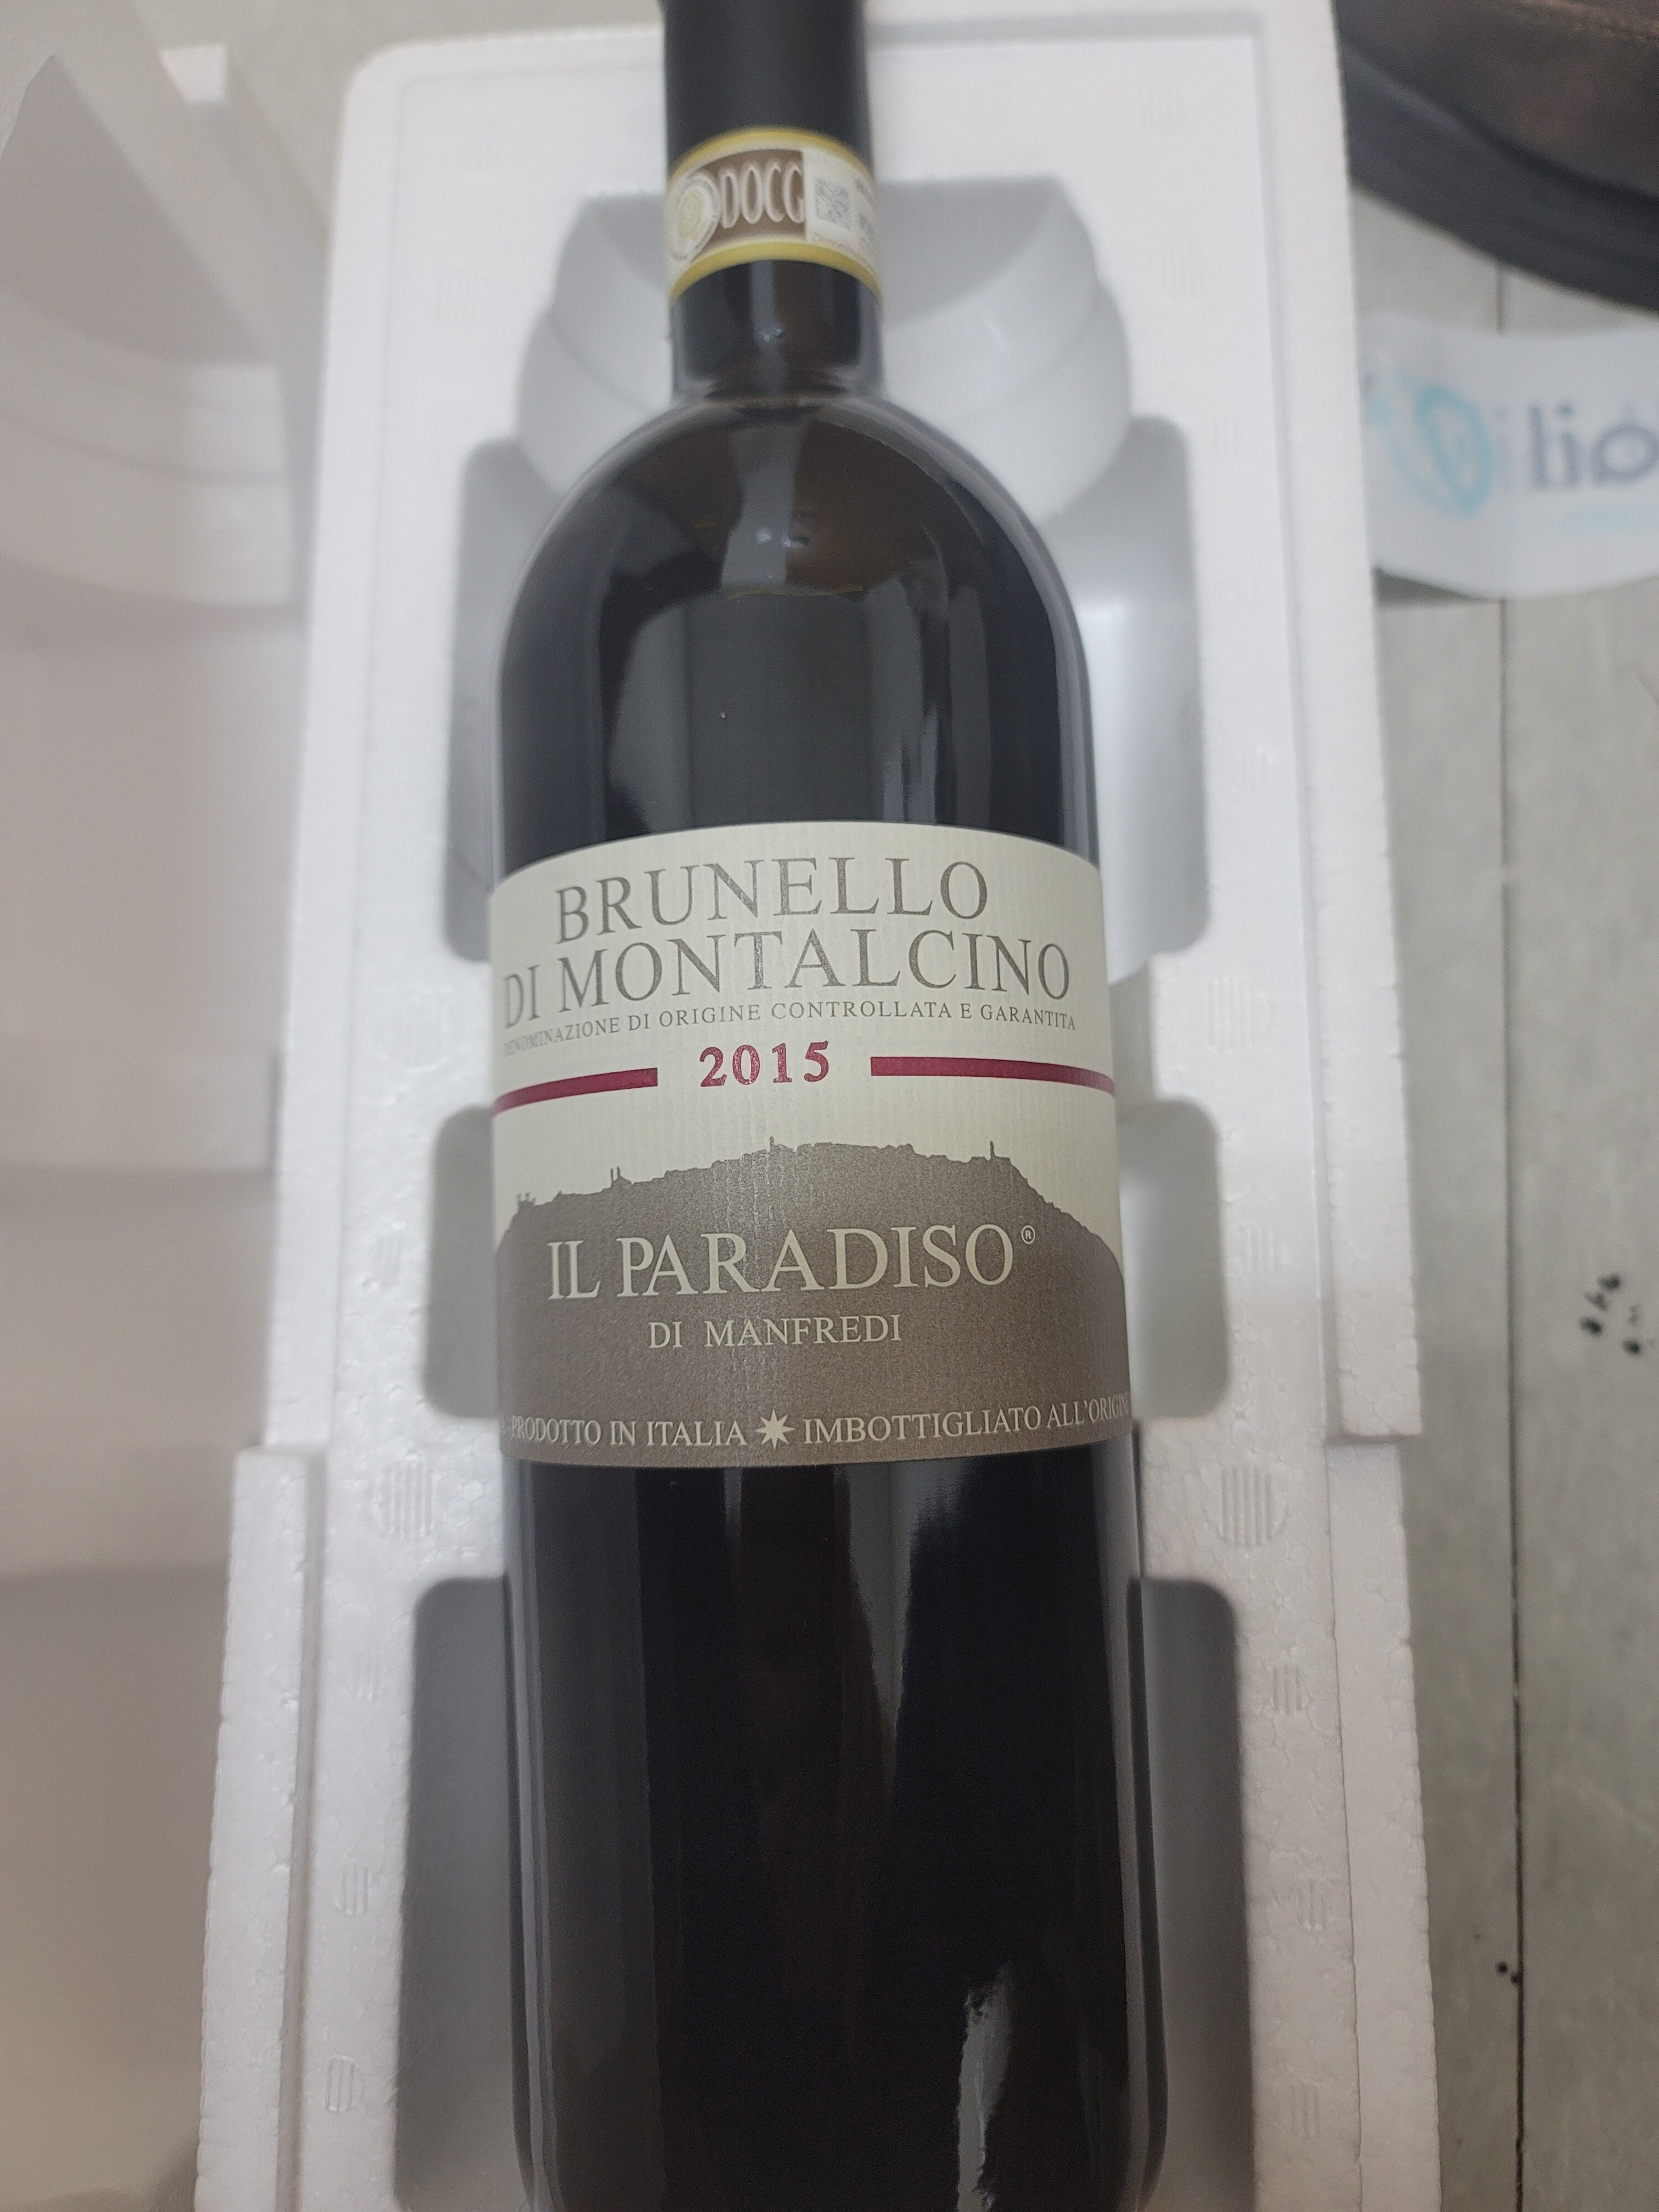 DOCG
BRUNELLO
DI MONTALCINO
DENOMINAZIONE DI ORIGINE CONTROLLATA E GARANTITA
2015
IL PARADISO®
DI MANFREDI
PRODOTTO IN ITALIA ✷ IMBOTTIGLIATO ALL'ORIGIN